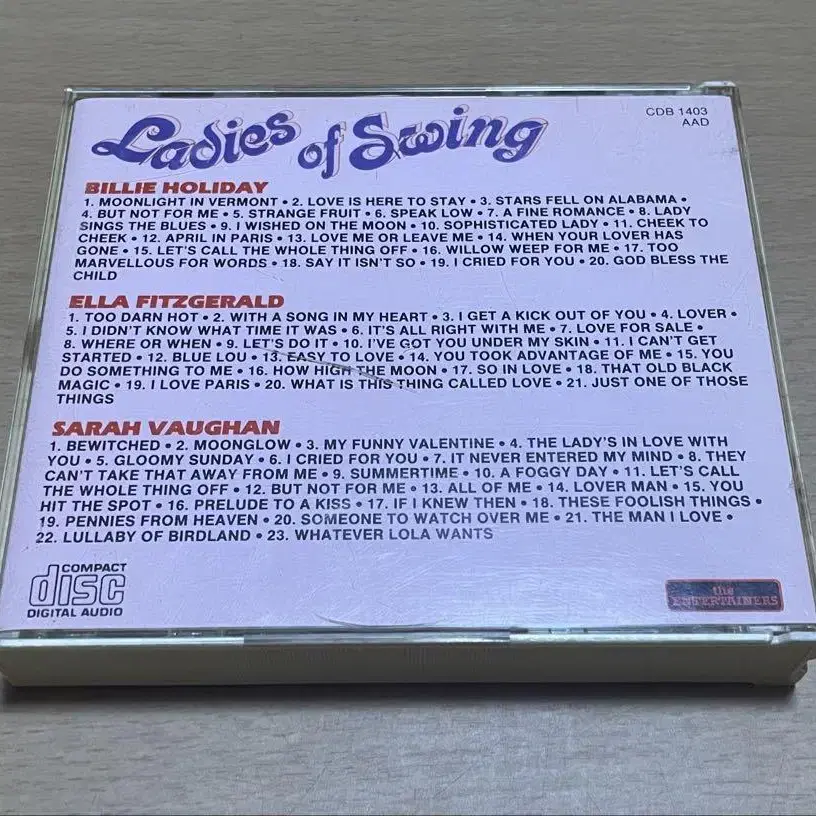 Ladies of Swing
CDB 1403
AAD
BILLIE HOLIDAY
1. MOONLIGHT IN VERMONT • 2. LOVE IS HERE TO STAY • 3. STARS FELL ON ALABAMA •
4. BUT NOT FOR ME • 5. STRANGE FRUIT • 6. SPEAK LOW • 7. A FINE ROMANCE • 8. LADY
SINGS THE BLUES • 9. I WISHED ON THE MOON • 10. SOPHISTICATED LADY • 11. CHEEK TO
CHEEK • 12. APRIL IN PARIS • 13. LOVE ME OR LEAVE ME • 14. WHEN YOUR LOVER HAS
GONE • 15. LET'S CALL THE WHOLE THING OFF • 16. WILLOW WEEP FOR ME • 17. TOO
MARVELLOUS FOR WORDS • 18. SAY IT ISN'T SO • 19. I CRIED FOR YOU • 20. GOD BLESS THE
CHILD
ELLA FITZGERALD
1. TOO DARN HOT • 2. WITH A SONG IN MY HEART • 3. I GET A KICK OUT OF YOU • 4. LOVER •
5. I DIDN'T KNOW WHAT TIME IT WAS • 6. IT'S ALL RIGHT WITH ME • 7. LOVE FOR SALE •
8. WHERE OR WHEN • 9. LET'S DO IT • 10. I'VE GOT YOU UNDER MY SKIN • 11. I CAN'T GET
STARTED • 12. BLUE LOU • 13. EASY TO LOVE • 14. YOU TOOK ADVANTAGE OF ME • 15. YOU
DO SOMETHING TO ME • 16. HOW HIGH THE MOON • 17. SO IN LOVE • 18. THAT OLD BLACK
MAGIC • 19. I LOVE PARIS • 20. WHAT IS THIS THING CALLED LOVE • 21. JUST ONE OF THOSE
THINGS
SARAH VAUGHAN
1. BEWITCHED • 2. MOONGLOW • 3. MY FUNNY VALENTINE • 4. THE LADY'S IN LOVE WITH
YOU • 5. GLOOMY SUNDAY • 6. I CRIED FOR YOU • 7. IT NEVER ENTERED MY MIND • 8. THEY
CAN'T TAKE THAT AWAY FROM ME • 9. SUMMERTIME • 10. A FOGGY DAY • 11. LET'S CALL
THE WHOLE THING OFF • 12. BUT NOT FOR ME • 13. ALL OF ME • 14. LOVER MAN • 15. YOU
HIT THE SPOT • 16. PRELUDE TO A KISS • 17. IF I KNEW THEN • 18. THESE FOOLISH THINGS •
19. PENNIES FROM HEAVEN • 20. SOMEONE TO WATCH OVER ME • 21. THE MAN I LOVE •
22. LULLABY OF BIRDLAND • 23. WHATEVER LOLA WANTS
COMPACT
disc
DIGITAL AUDIO
the
ENTERTAINERS